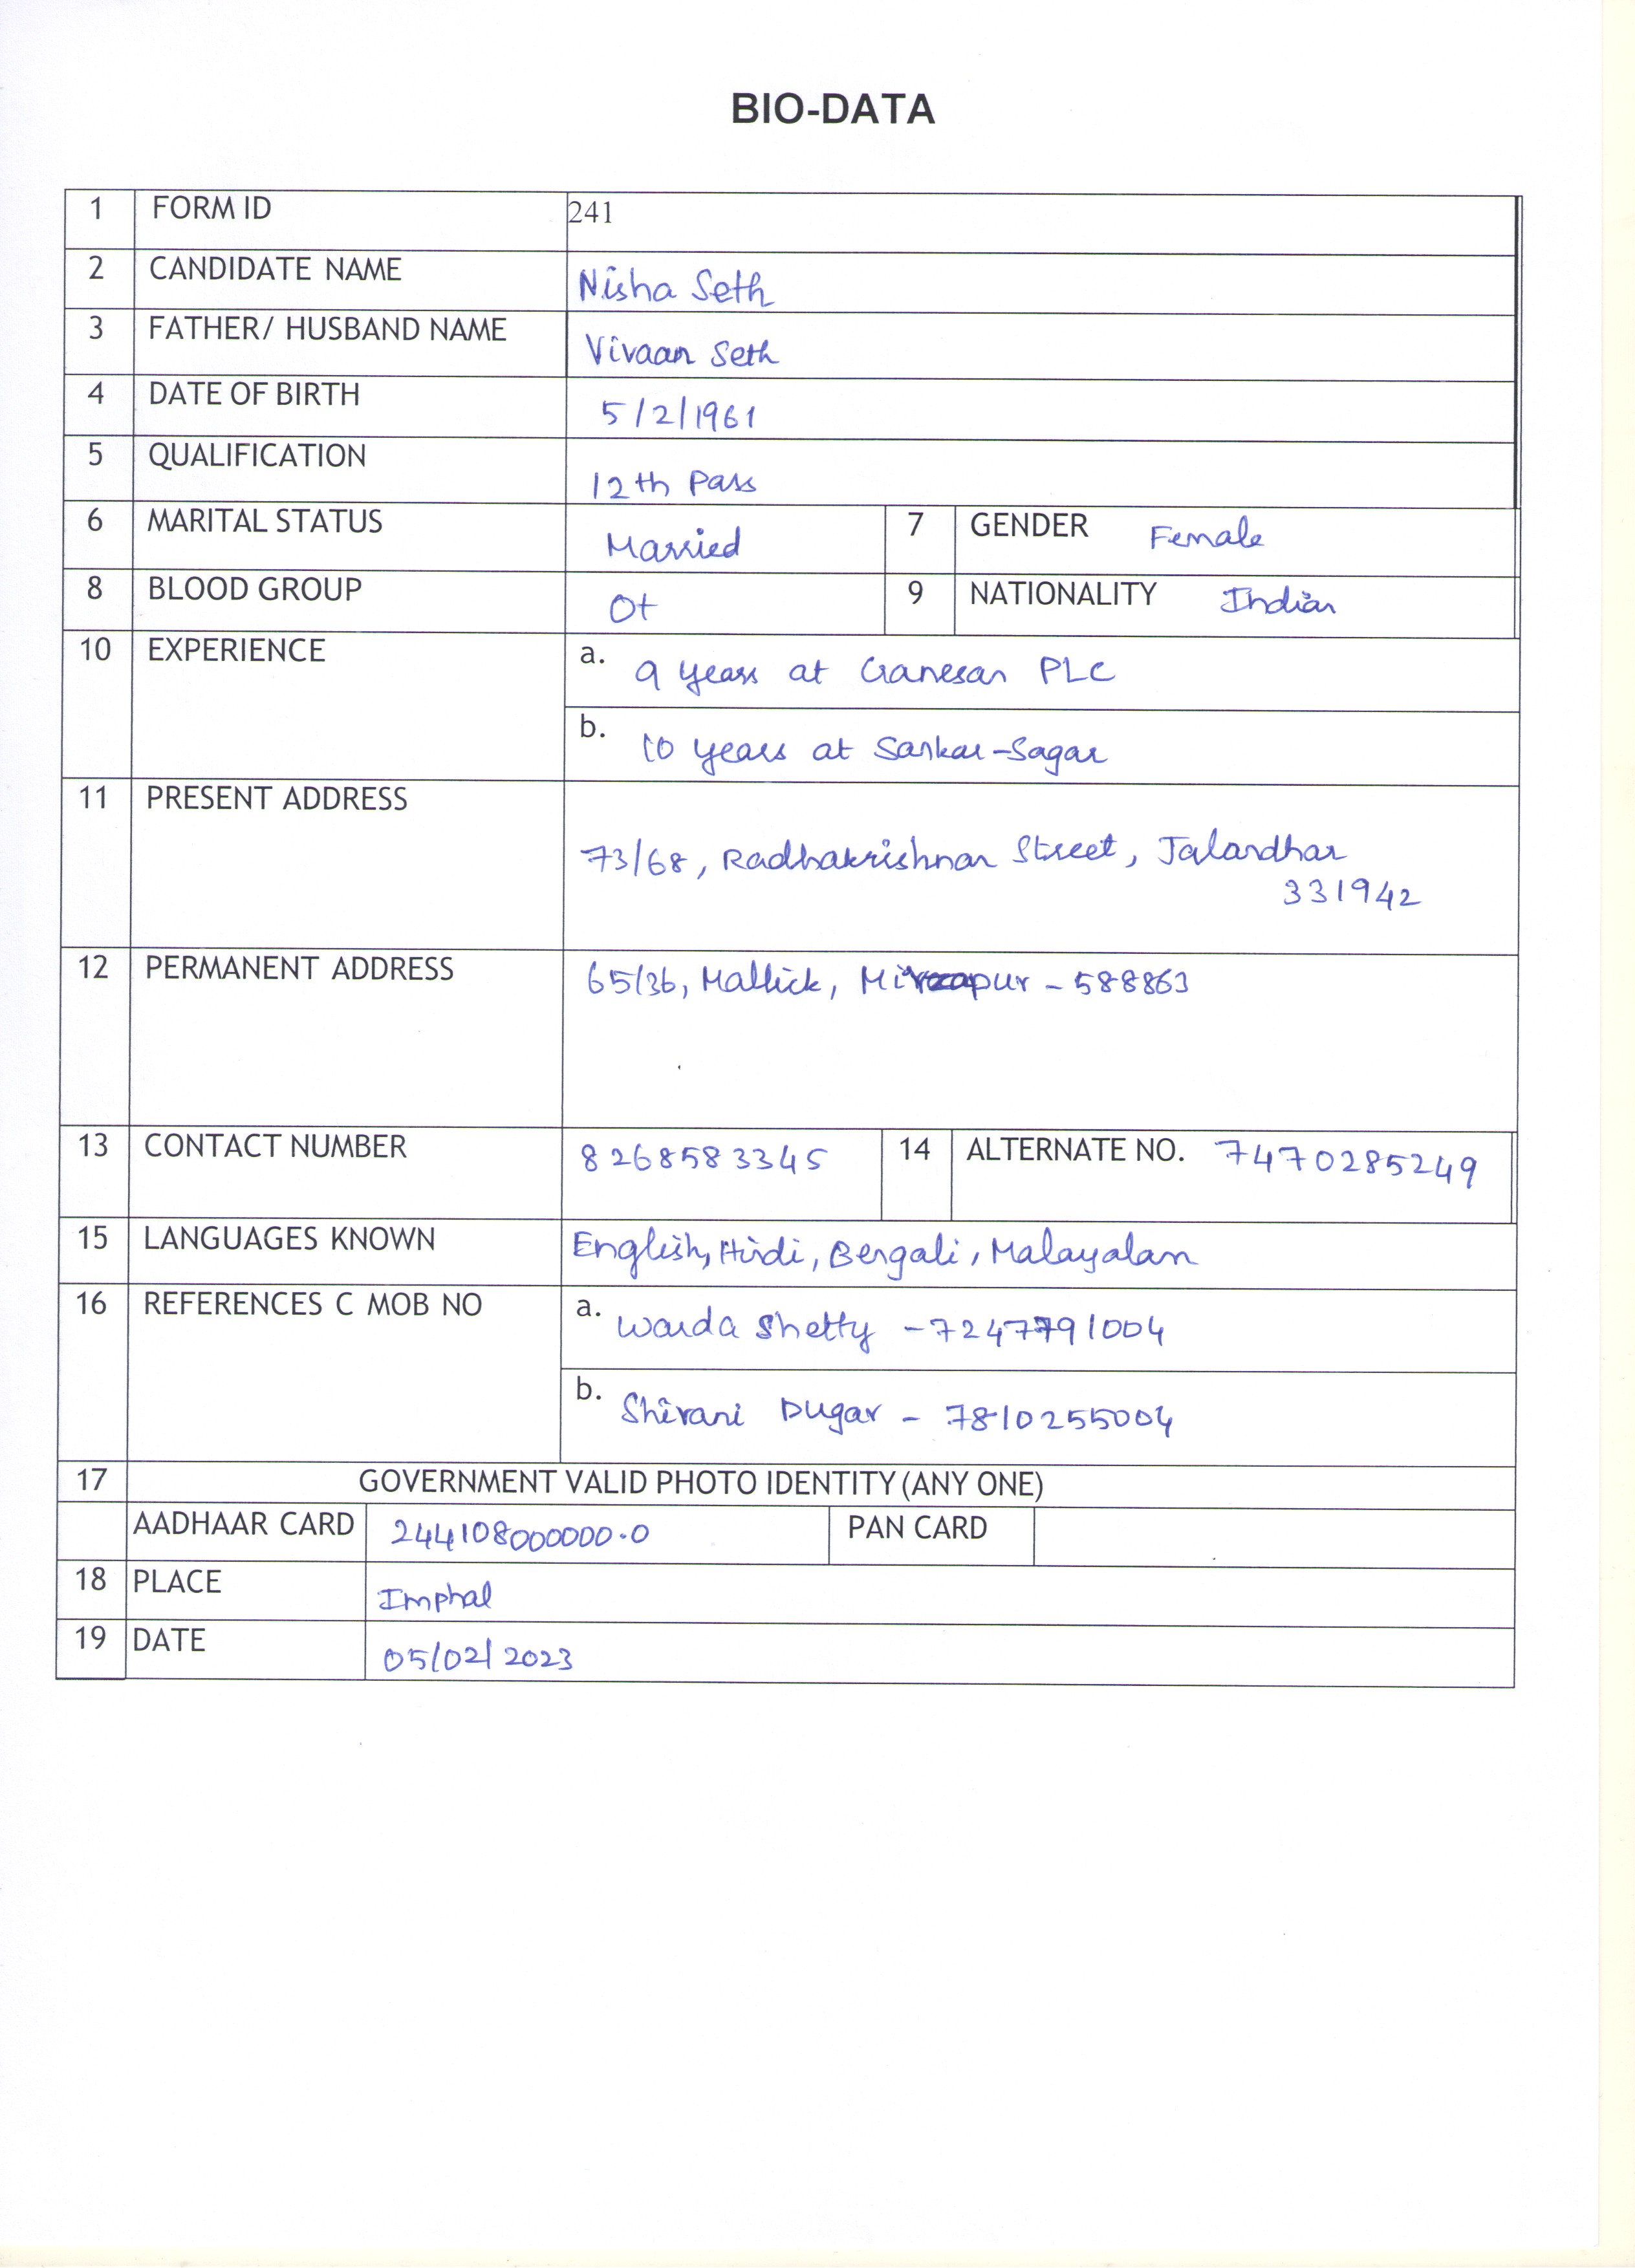 BIO-DATA
1 FORM ID 241
2 CANDIDATE NAME Nisha Seth
3 FATHER/ HUSBAND NAME Vivaan Seth
4 DATE OF BIRTH 5/2/1961
5 QUALIFICATION 12th Pass
6 MARITAL STATUS Married 7 GENDER Female
8 BLOOD GROUP O+ 9 NATIONALITY Indian
10 EXPERIENCE a. 9 years at Ganesan PLC
b. 10 years at Sarkar-Sagar
11 PRESENT ADDRESS
73/68, Radhakrishnan Street, Jalandhar
331942
12 PERMANENT ADDRESS 65/36, Mallick, Mirzapur - 588863
13 CONTACT NUMBER 8268583345 14 ALTERNATE NO. 7470285249
15 LANGUAGES KNOWN English, Hindi, Bengali, Malayalam
16 REFERENCES C MOB NO a. Warda Shetty - 7247791004
b. Shivani Dugar - 7810255004
17 GOVERNMENT VALID PHOTO IDENTITY (ANY ONE)
AADHAAR CARD 244108000000.0 PAN CARD
18 PLACE Imphal
19 DATE 05/02/2023